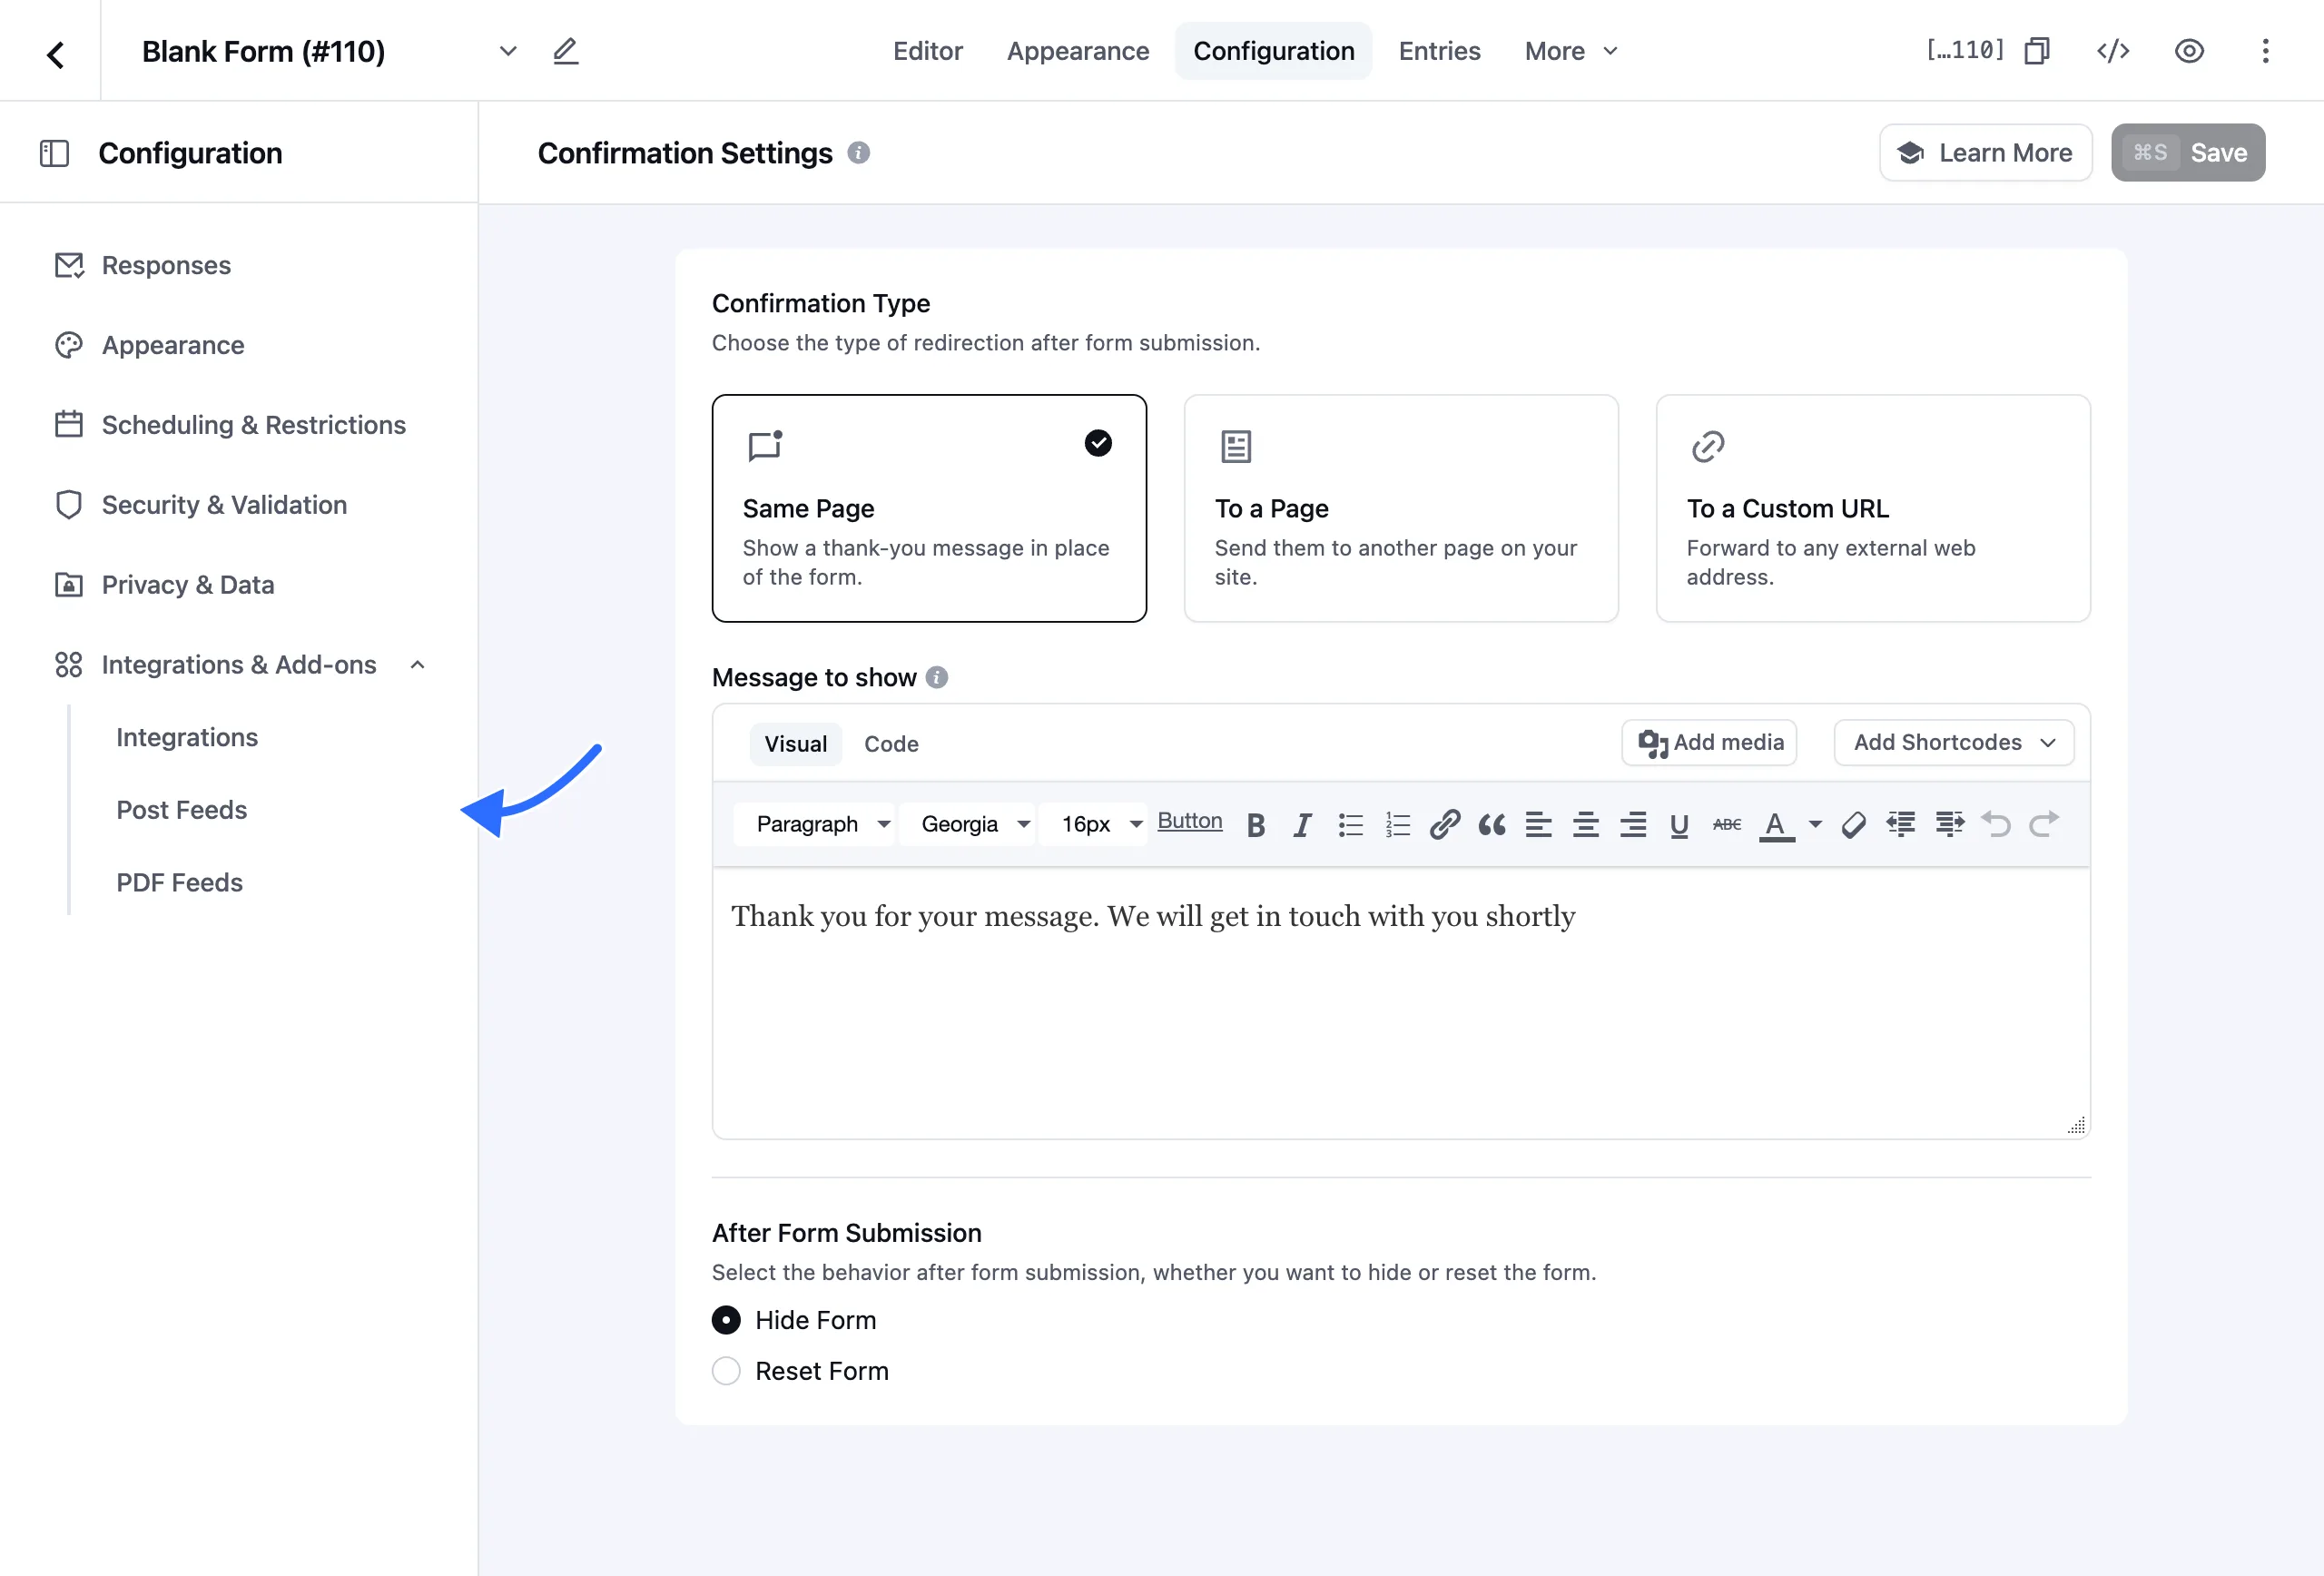 Blank Form (#110)
Editor
Appearance
Configuration
Entries
More
[…110]
Configuration
Confirmation Settings
Learn More
⌘S Save
Responses
Appearance
Scheduling & Restrictions
Security & Validation
Privacy & Data
Integrations & Add-ons
Integrations
Post Feeds
PDF Feeds
Confirmation Type
Choose the type of redirection after form submission.
Same Page
Show a thank-you message in place
of the form.
To a Page
Send them to another page on your
site.
To a Custom URL
Forward to any external web
address.
Message to show
Visual
Code
Add media
Add Shortcodes
Paragraph
Georgia
16px
Button
B
I
U
ABC
A
Thank you for your message. We will get in touch with you shortly
After Form Submission
Select the behavior after form submission, whether you want to hide or reset the form.
Hide Form
Reset Form